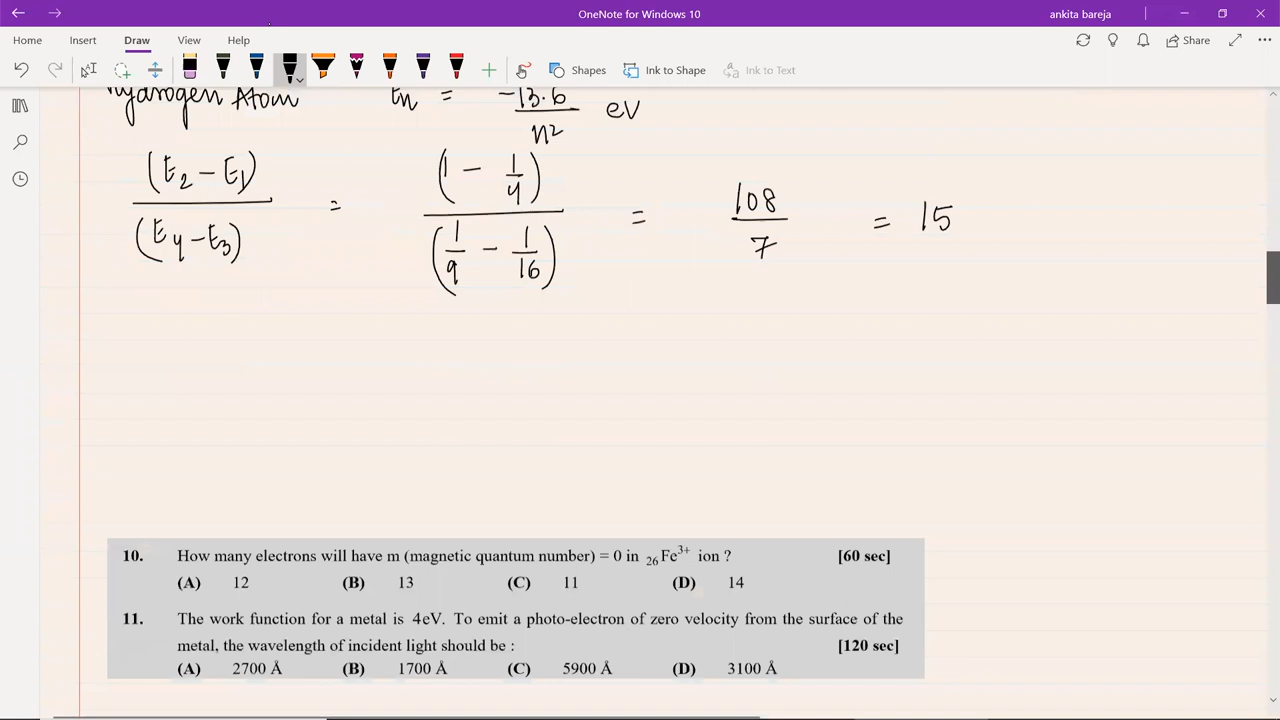 OneNote for Windows 10
ankita bareja
Home Insert Draw View Help
Share
Shapes Ink to Shape Ink to Text
hydrogen Atom En = -13.6/n² eV
(E₂ - E₁)/(E₄ - E₃) = (1 - 1/4)/(1/9 - 1/16) = 108/7 = 15
10. How many electrons will have m (magnetic quantum number) = 0 in ₂₆Fe³⁺ ion ? [60 sec]
(A) 12 (B) 13 (C) 11 (D) 14
11. The work function for a metal is 4eV. To emit a photo-electron of zero velocity from the surface of the
metal, the wavelength of incident light should be : [120 sec]
(A) 2700 Å (B) 1700 Å (C) 5900 Å (D) 3100 Å